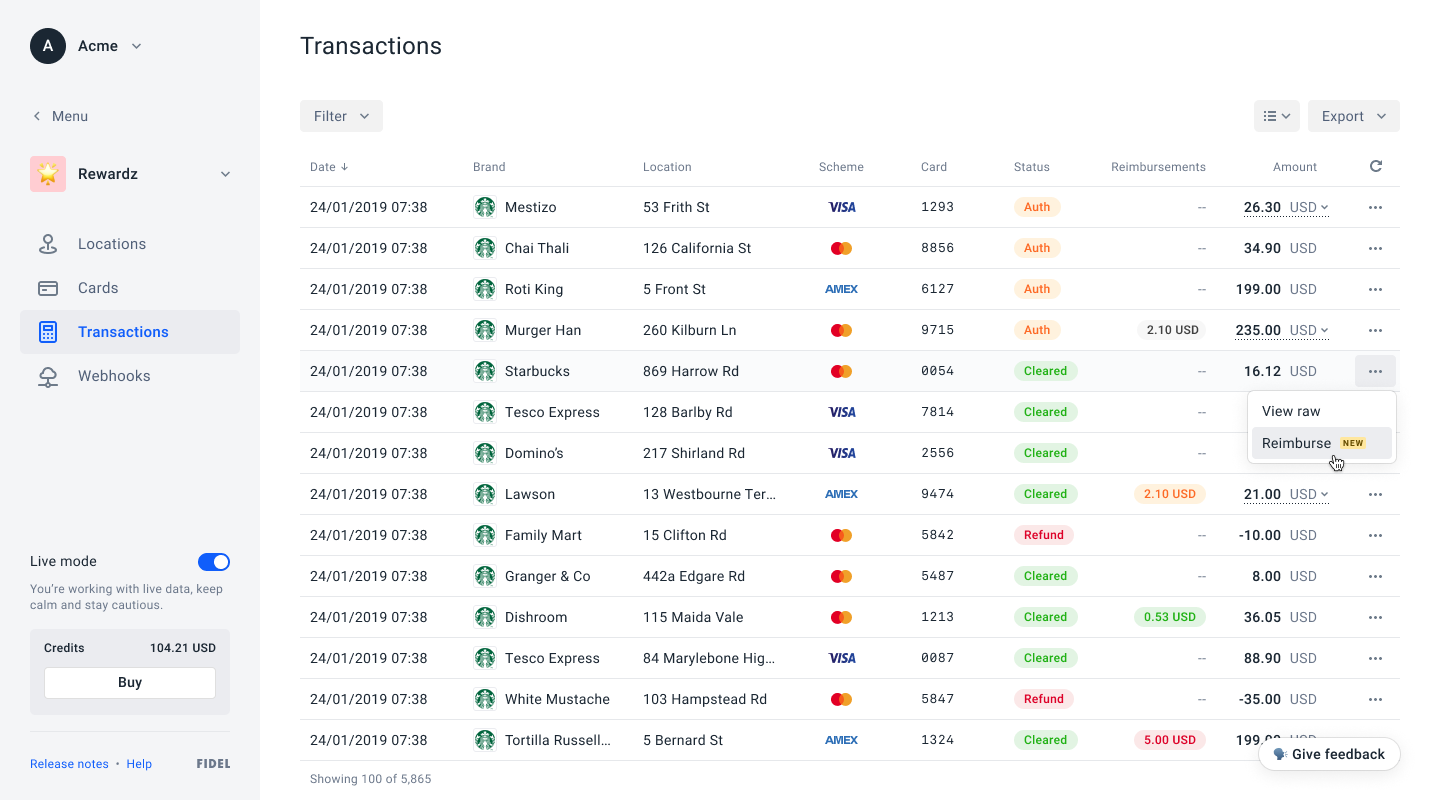 A Acme
Menu
Rewardz
Locations
Cards
Transactions
Webhooks
Live mode
You're working with live data, keep
calm and stay cautious.
Credits 104.21 USD
Buy
Release notes • Help FIDEL
Transactions
Filter Export
Date ↓ Brand Location Scheme Card Status Reimbursements Amount
24/01/2019 07:38 Mestizo 53 Frith St VISA 1293 Auth -- 26.30 USD ···
24/01/2019 07:38 Chai Thali 126 California St 8856 Auth -- 34.90 USD ···
24/01/2019 07:38 Roti King 5 Front St AMEX 6127 Auth -- 199.00 USD ···
24/01/2019 07:38 Murger Han 260 Kilburn Ln 9715 Auth 2.10 USD 235.00 USD ···
24/01/2019 07:38 Starbucks 869 Harrow Rd 0054 Cleared -- 16.12 USD ···
24/01/2019 07:38 Tesco Express 128 Barlby Rd VISA 7814 Cleared --
View raw
Reimburse NEW
24/01/2019 07:38 Domino's 217 Shirland Rd VISA 2556 Cleared --
24/01/2019 07:38 Lawson 13 Westbourne Ter... AMEX 9474 Cleared 2.10 USD 21.00 USD ···
24/01/2019 07:38 Family Mart 15 Clifton Rd 5842 Refund -- -10.00 USD ···
24/01/2019 07:38 Granger & Co 442a Edgare Rd 5487 Cleared -- 8.00 USD ···
24/01/2019 07:38 Dishroom 115 Maida Vale 1213 Cleared 0.53 USD 36.05 USD ···
24/01/2019 07:38 Tesco Express 84 Marylebone Hig... VISA 0087 Cleared -- 88.90 USD ···
24/01/2019 07:38 White Mustache 103 Hampstead Rd 5847 Refund -- -35.00 USD ···
24/01/2019 07:38 Tortilla Russell... 5 Bernard St AMEX 1324 Cleared 5.00 USD
Give feedback
Showing 100 of 5,865